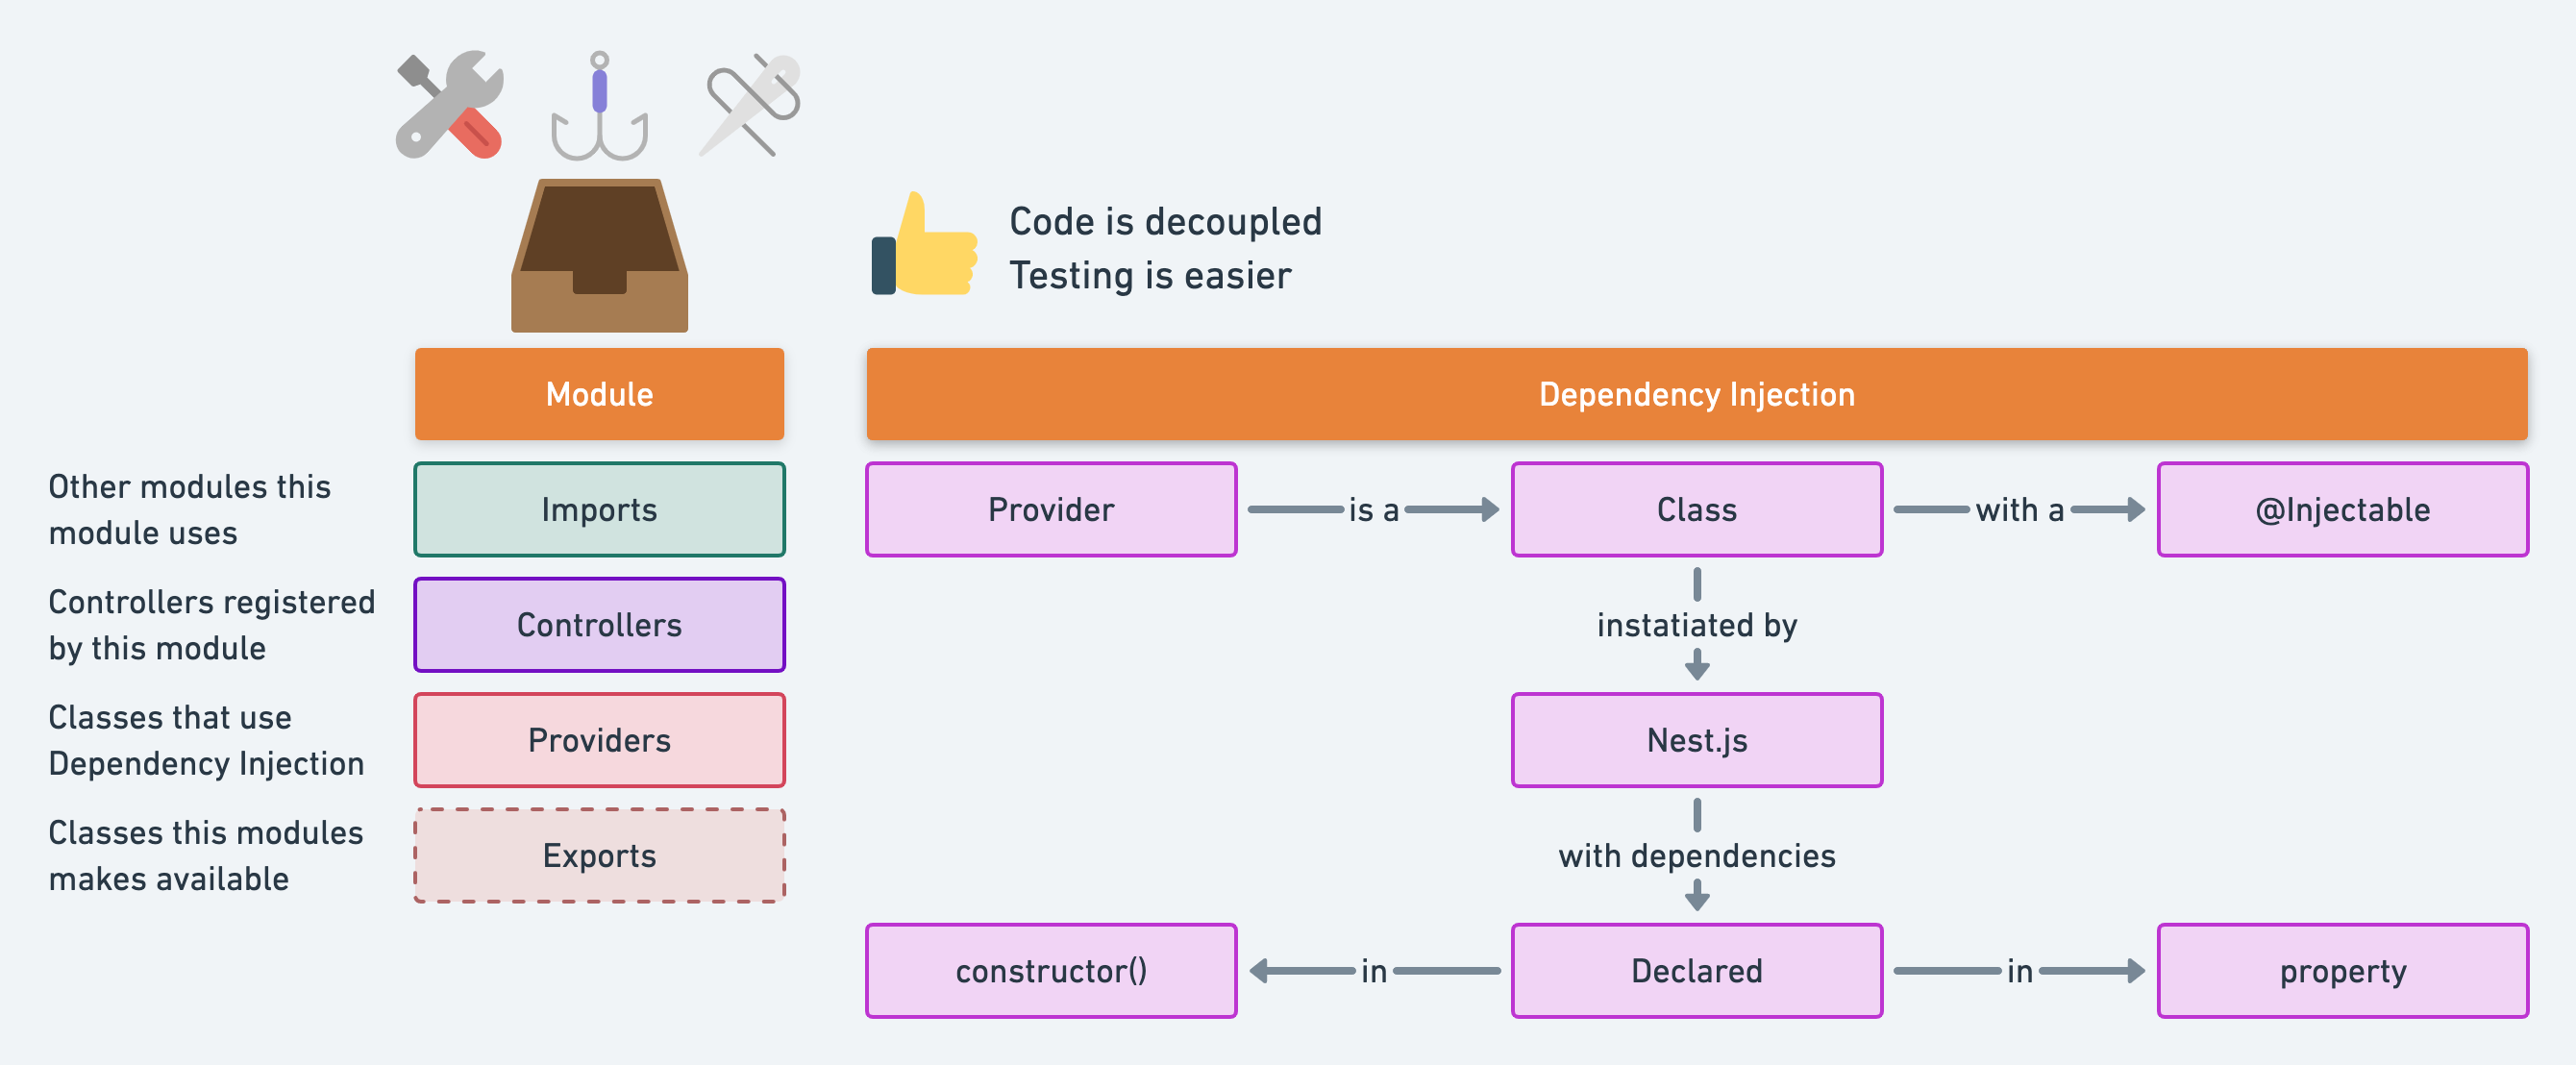 Code is decoupled
Testing is easier
Module
Dependency Injection
Other modules this
module uses
Imports
Controllers registered
by this module
Controllers
Classes that use
Dependency Injection
Providers
Classes this modules
makes available
Exports
Provider
is a
Class
with a
@Injectable
instatiated by
Nest.js
with dependencies
constructor()
in
Declared
in
property